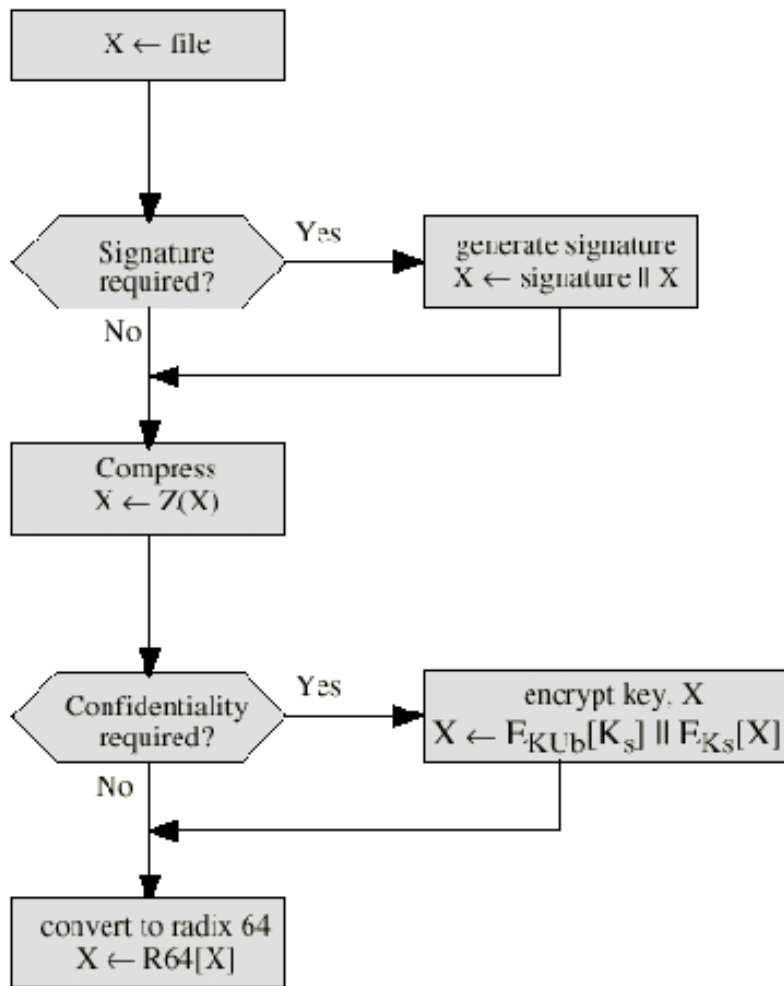 X ← file
Signature
required?
Yes
generate signature
X ← signature || X
No
Compress
X ← Z(X)
Confidentiality
required?
Yes
encrypt key, X
X ← E_KUb[K_s] || E_Ks[X]
No
convert to radix 64
X ← R64[X]